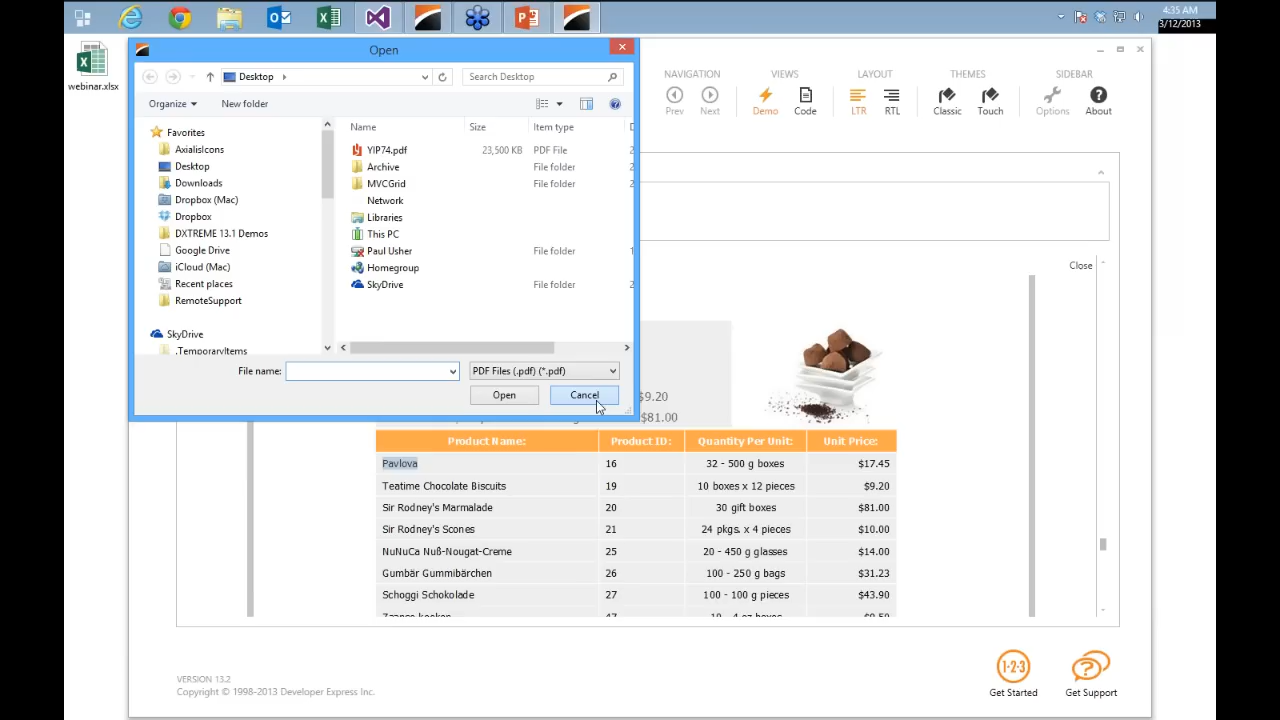 4:35 AM
3/12/2013
webinar.xlsx
Open
Desktop
Search Desktop
Organize
New folder
Favorites
AxialisIcons
Desktop
Downloads
Dropbox (Mac)
Dropbox
DXTREME 13.1 Demos
Google Drive
iCloud (Mac)
Recent places
RemoteSupport
SkyDrive
.TemporaryItems
Name Size Item type D
YIP74.pdf 23,500 KB PDF File 2
Archive File folder 2
MVCGrid File folder 2
Network
Libraries
This PC
Paul Usher File folder 1
Homegroup
SkyDrive File folder 2
File name:
PDF Files (.pdf) (*.pdf)
Open Cancel
NAVIGATION VIEWS LAYOUT THEMES SIDEBAR
Prev Next Demo Code LTR RTL Classic Touch Options About
Close
$9.20
$81.00
Product Name: Product ID: Quantity Per Unit: Unit Price:
Pavlova 16 32 - 500 g boxes $17.45
Teatime Chocolate Biscuits 19 10 boxes x 12 pieces $9.20
Sir Rodney's Marmalade 20 30 gift boxes $81.00
Sir Rodney's Scones 21 24 pkgs. x 4 pieces $10.00
NuNuCa Nuß-Nougat-Creme 25 20 - 450 g glasses $14.00
Gumbär Gummibärchen 26 100 - 250 g bags $31.23
Schoggi Schokolade 27 100 - 100 g pieces $43.90
VERSION 13.2
Copyright © 1998-2013 Developer Express Inc.
1·2·3
Get Started Get Support